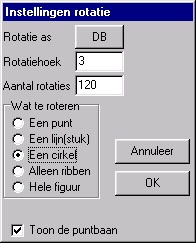 Instellingen rotatie
Rotatie as DB
Rotatiehoek 3
Aantal rotaties 120
Wat te roteren
Een punt
Een lijn(stuk)
Een cirkel
Alleen ribben
Hele figuur
Annuleer
OK
Toon de puntbaan